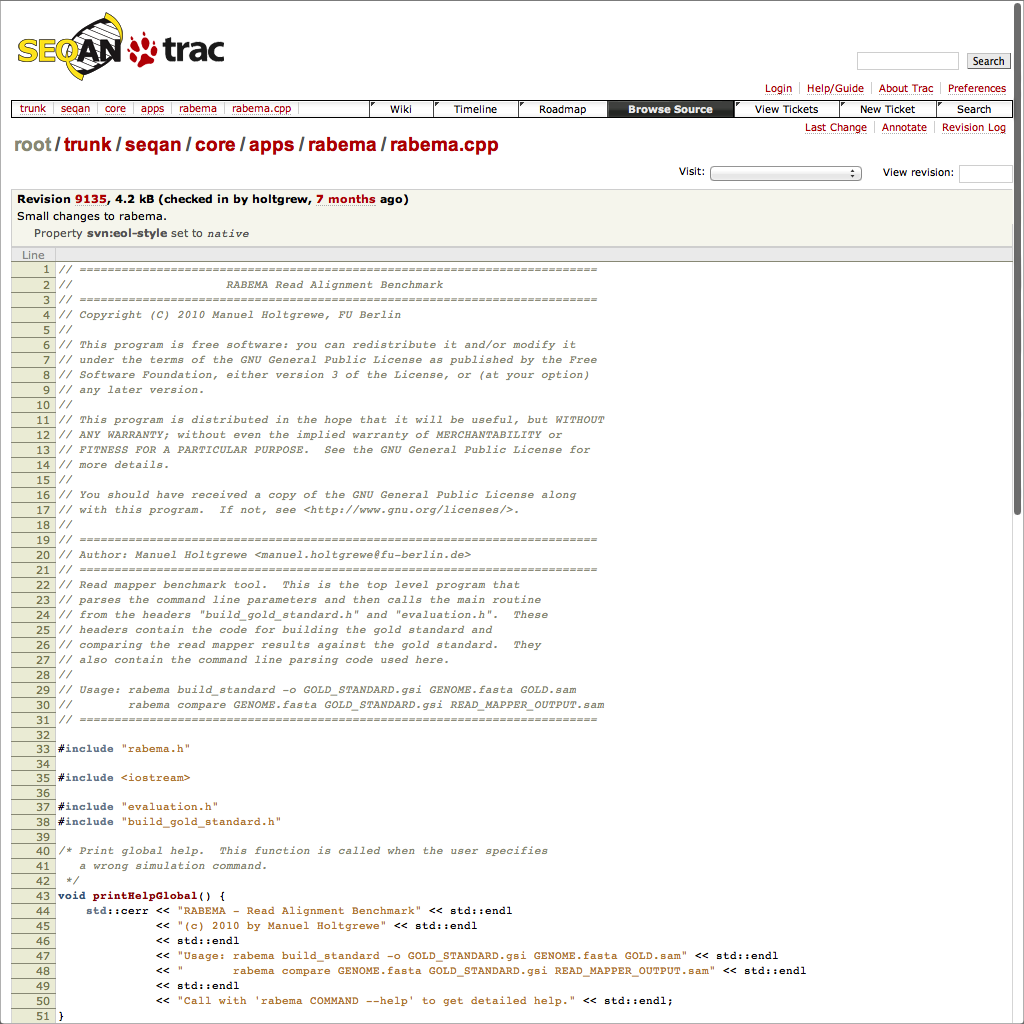 SEQAN trac
Search
Login Help/Guide About Trac Preferences
trunk seqan core apps rabema rabema.cpp Wiki Timeline Roadmap Browse Source View Tickets New Ticket Search
Last Change Annotate Revision Log
root/trunk/seqan/core/apps/rabema/rabema.cpp
Visit: View revision:
Revision 9135, 4.2 kB (checked in by holtgrew, 7 months ago)
Small changes to rabema.
Property svn:eol-style set to native
Line
1 // ==========================================================================
2 //                      RABEMA Read Alignment Benchmark
3 // ==========================================================================
4 // Copyright (C) 2010 Manuel Holtgrewe, FU Berlin
5 //
6 // This program is free software: you can redistribute it and/or modify it
7 // under the terms of the GNU General Public License as published by the Free
8 // Software Foundation, either version 3 of the License, or (at your option)
9 // any later version.
10 //
11 // This program is distributed in the hope that it will be useful, but WITHOUT
12 // ANY WARRANTY; without even the implied warranty of MERCHANTABILITY or
13 // FITNESS FOR A PARTICULAR PURPOSE.  See the GNU General Public License for
14 // more details.
15 //
16 // You should have received a copy of the GNU General Public License along
17 // with this program.  If not, see <http://www.gnu.org/licenses/>.
18 //
19 // ==========================================================================
20 // Author: Manuel Holtgrewe <manuel.holtgrewe@fu-berlin.de>
21 // ==========================================================================
22 // Read mapper benchmark tool.  This is the top level program that
23 // parses the command line parameters and then calls the main routine
24 // from the headers "build_gold_standard.h" and "evaluation.h".  These
25 // headers contain the code for building the gold standard and
26 // comparing the read mapper results against the gold standard.  They
27 // also contain the command line parsing code used here.
28 //
29 // Usage: rabema build_standard -o GOLD_STANDARD.gsi GENOME.fasta GOLD.sam
30 //        rabema compare GENOME.fasta GOLD_STANDARD.gsi READ_MAPPER_OUTPUT.sam
31 // ==========================================================================
32
33 #include "rabema.h"
34
35 #include <iostream>
36
37 #include "evaluation.h"
38 #include "build_gold_standard.h"
39
40 /* Print global help.  This function is called when the user specifies
41    a wrong simulation command.
42  */
43 void printHelpGlobal() {
44     std::cerr << "RABEMA - Read Alignment Benchmark" << std::endl
45               << "(c) 2010 by Manuel Holtgrewe" << std::endl
46               << std::endl
47               << "Usage: rabema build_standard -o GOLD_STANDARD.gsi GENOME.fasta GOLD.sam" << std::endl
48               << "       rabema compare GENOME.fasta GOLD_STANDARD.gsi READ_MAPPER_OUTPUT.sam" << std::endl
49               << std::endl
50               << "Call with 'rabema COMMAND --help' to get detailed help." << std::endl;
51 }